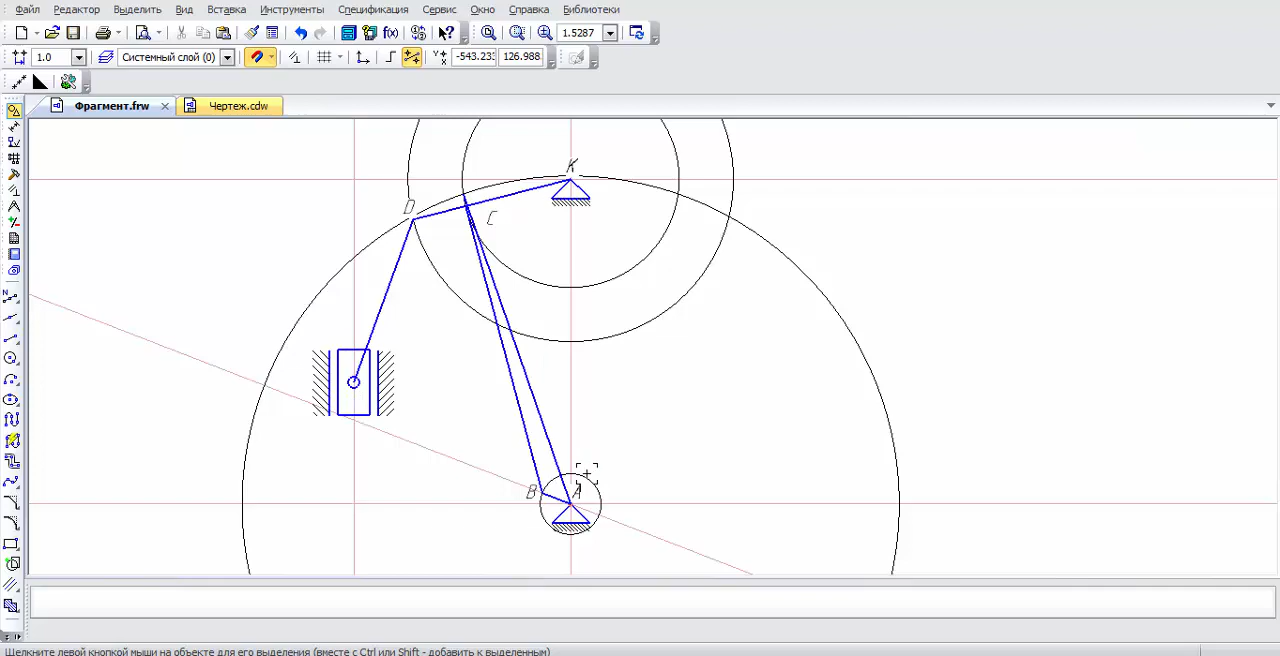 Файл Редактор Выделить Вид Вставка Инструменты Спецификация Сервис Окно Справка Библиотеки
f(x) 1.5287
1.0 Системный слой (0) -543.23 126.988
Фрагмент.frw Чертеж.cdw
K
D
C
B A
Щелкните левой кнопкой мыши на объекте для его выделения (вместе с Ctrl или Shift - добавить к выделенным)